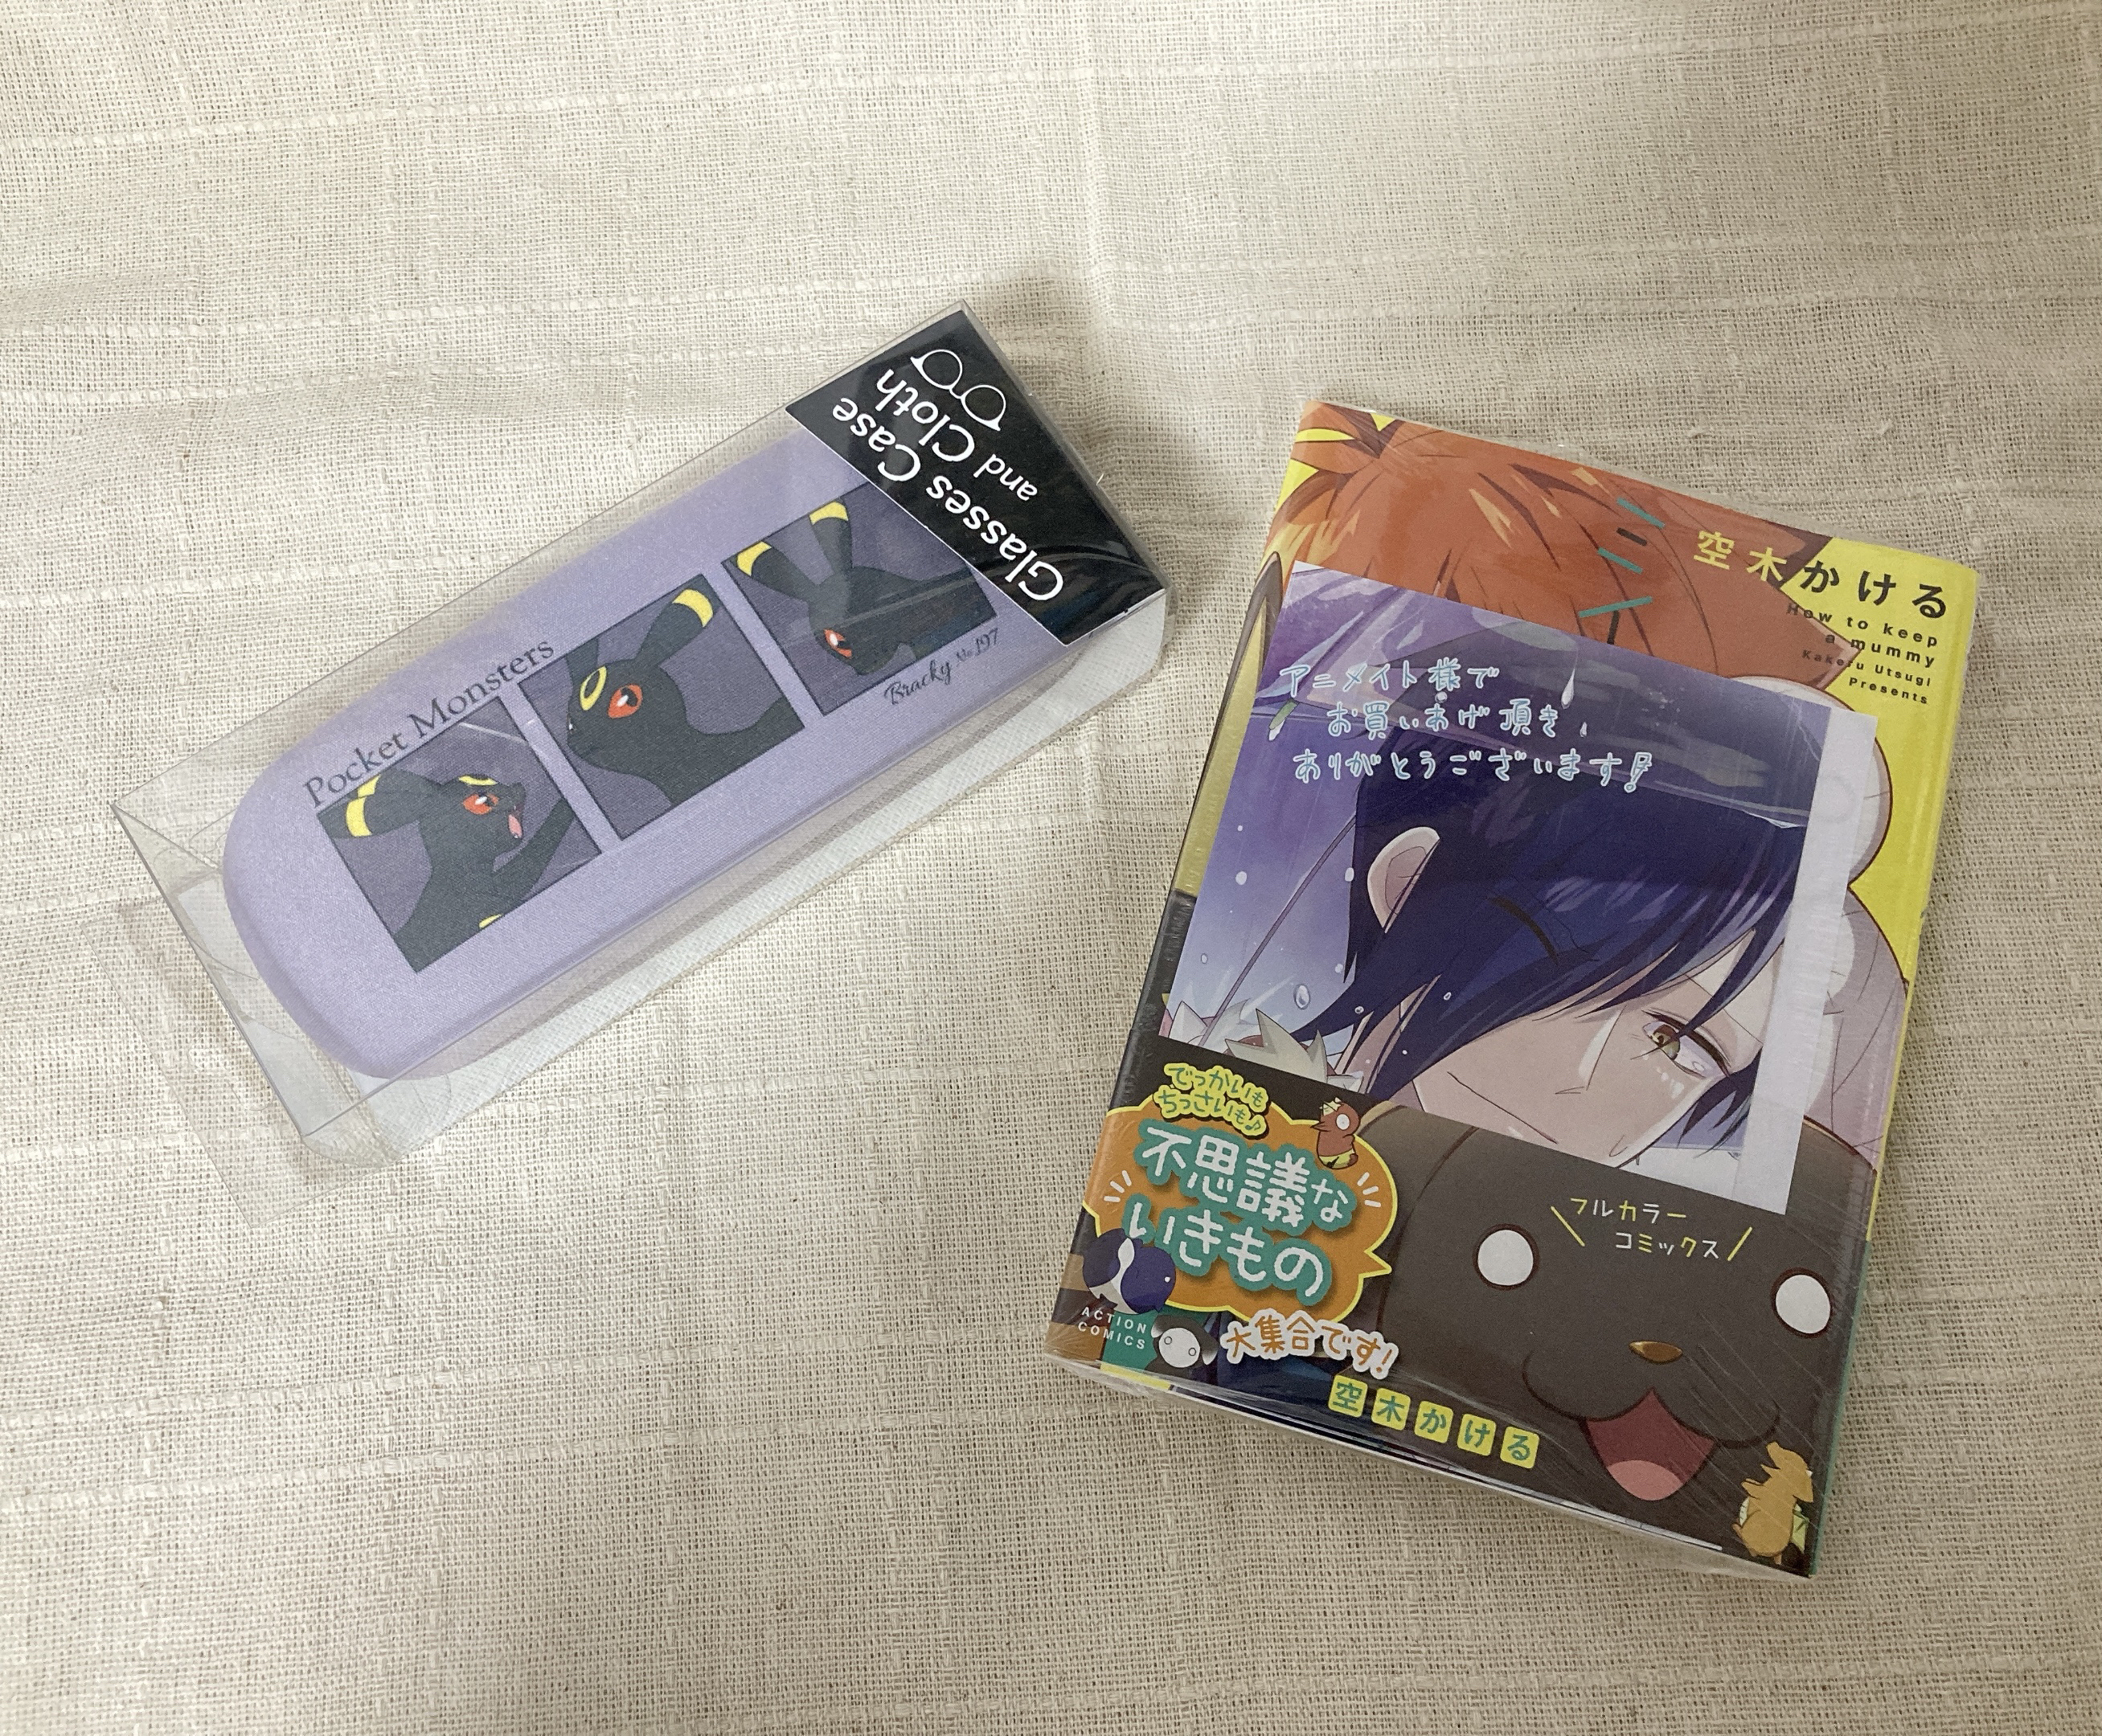 Glasses Case
and Cloth
Pocket Monsters
Bracky No.197
ミイ
空木かける
How to keep
a mummy
Kakeru Utsugi
Presents
アニメイト様で
お買いあげ頂き
ありがとうございます!!
でっかいも
ちっさいも♪
不思議な
いきもの
大集合です!
フルカラー
コミックス
ACTION
COMICS
空木かける